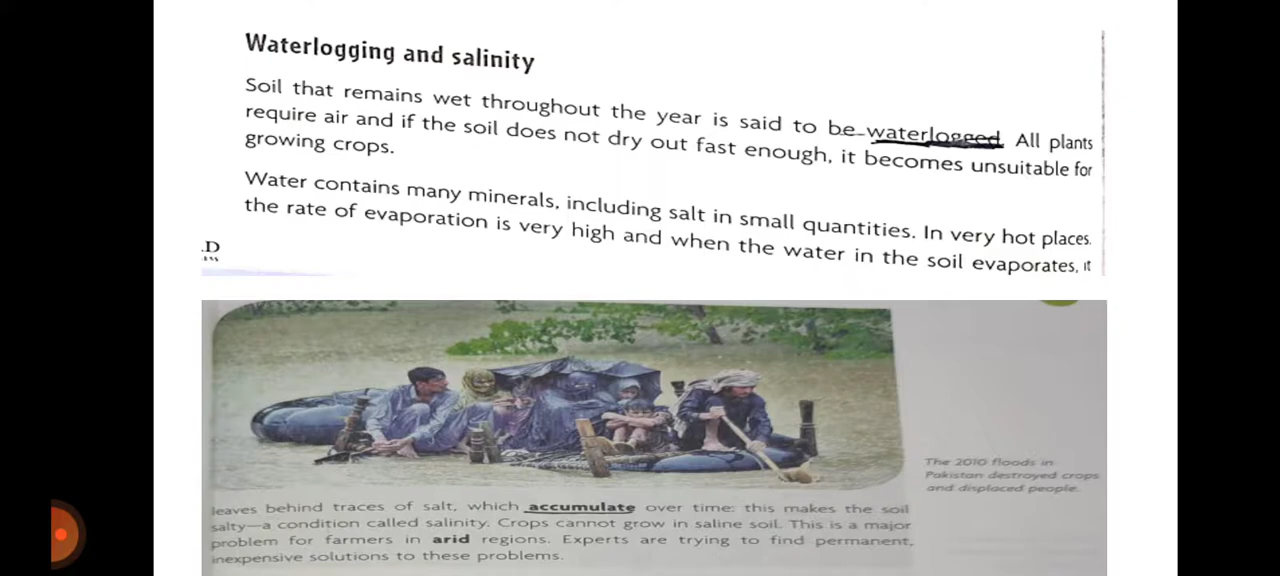 Waterlogging and salinity
Soil that remains wet throughout the year is said to be waterlogged. All plants
require air and if the soil does not dry out fast enough, it becomes unsuitable for
growing crops.
Water contains many minerals, including salt in small quantities. In very hot places,
the rate of evaporation is very high and when the water in the soil evaporates, it
.D
The 2010 floods in
Pakistan destroyed crops
and displaced people.
leaves behind traces of salt, which accumulate over time; this makes the soil
salty—a condition called salinity. Crops cannot grow in saline soil. This is a major
problem for farmers in arid regions. Experts are trying to find permanent,
inexpensive solutions to these problems.